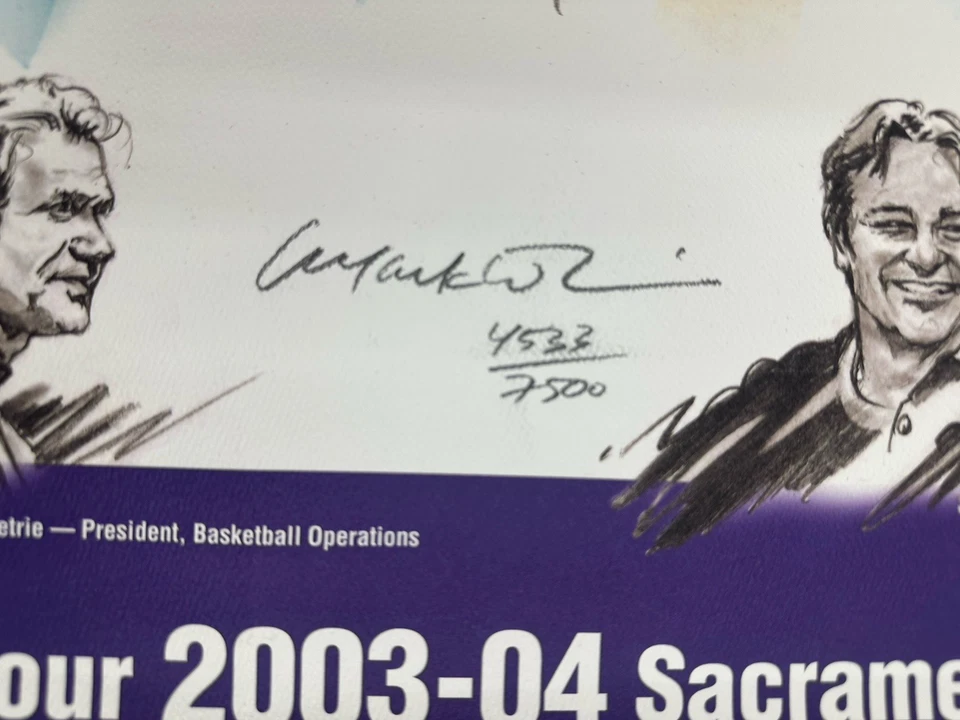 4533
7500
etrie — President, Basketball Operations
our 2003-04 Sacrame